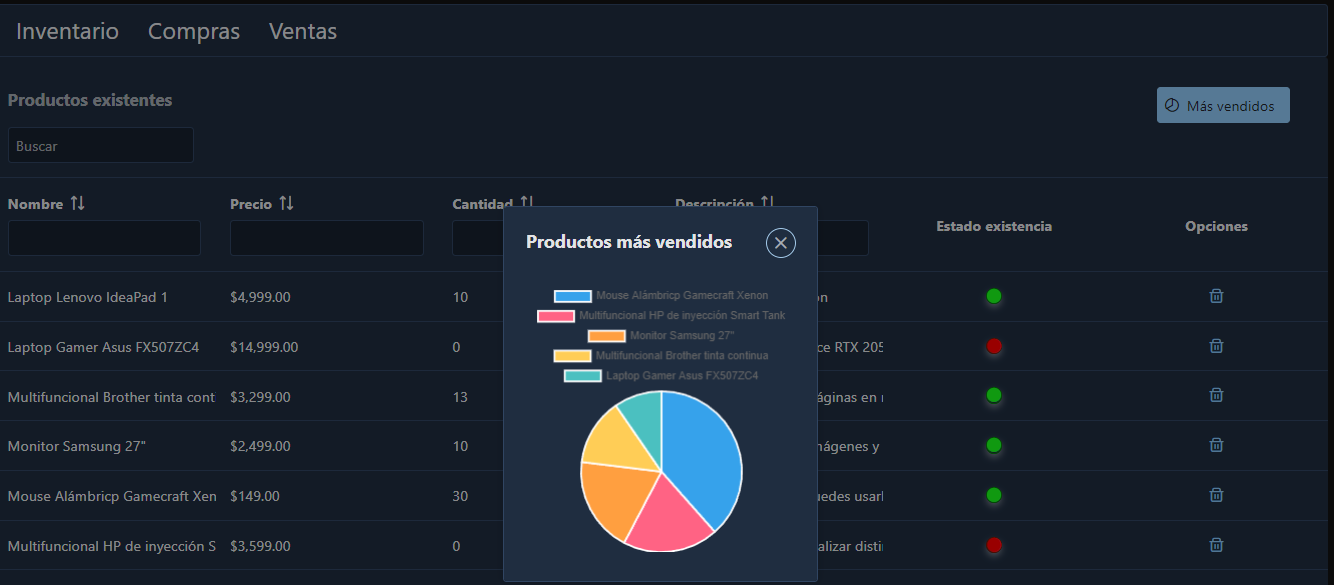 Inventario Compras Ventas
Productos existentes
Más vendidos
Buscar
Nombre Precio Cantidad Descripción
Estado existencia Opciones
Productos más vendidos
Mouse Alámbricp Gamecraft Xenon
Multifuncional HP de inyección Smart Tank
Monitor Samsung 27"
Multifuncional Brother tinta continua
Laptop Gamer Asus FX507ZC4
Laptop Lenovo IdeaPad 1 $4,999.00 10 on
Laptop Gamer Asus FX507ZC4 $14,999.00 0 ce RTX 205
Multifuncional Brother tinta cont $3,299.00 13 áginas en
Monitor Samsung 27" $2,499.00 10 nágenes y
Mouse Alámbricp Gamecraft Xen $149.00 30 uedes usarl
Multifuncional HP de inyección S $3,599.00 0 alizar disti